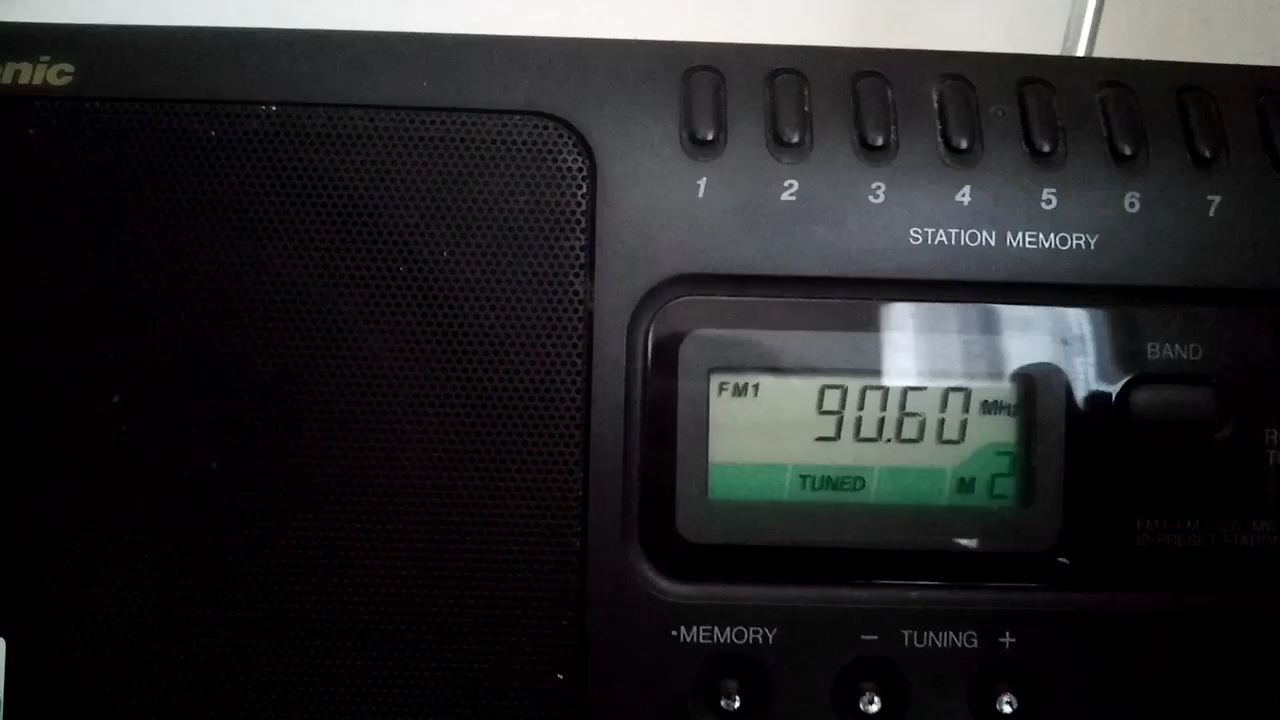 nic
1 2 3 4 5 6 7
STATION MEMORY
BAND
FM1 90.60 MHz
TUNED M 2
•MEMORY − TUNING +